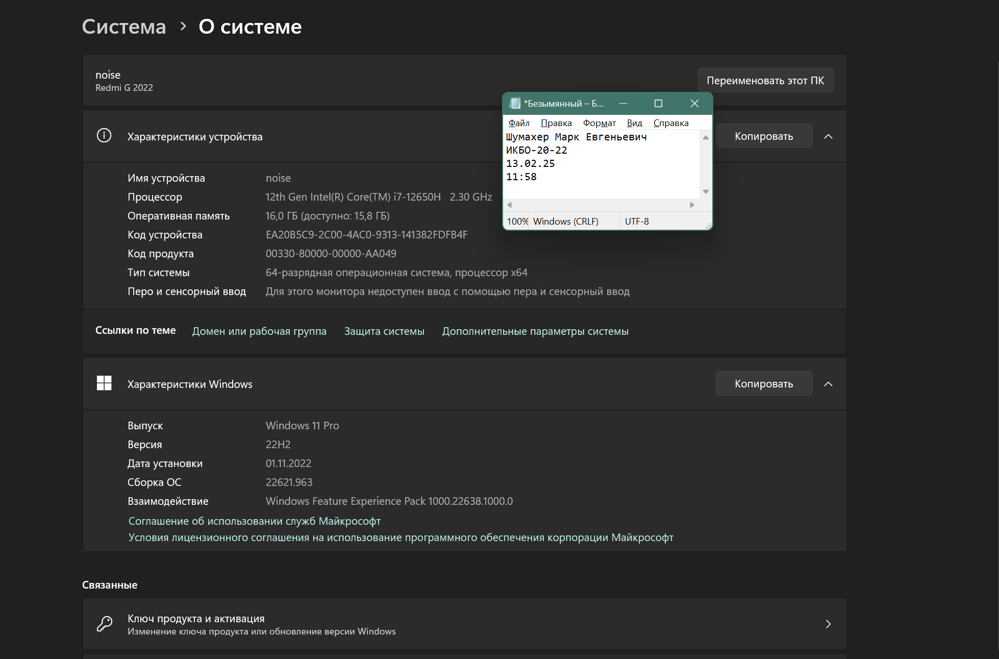 Система > О системе
noise
Redmi G 2022
Переименовать этот ПК
*Безымянный – Б...
Файл Правка Формат Вид Справка
Шумахер Марк Евгеньевич
ИКБО-20-22
13.02.25
11:58
100% Windows (CRLF) UTF-8
Характеристики устройства
Копировать
Имя устройства noise
Процессор 12th Gen Intel(R) Core(TM) i7-12650H 2.30 GHz
Оперативная память 16,0 ГБ (доступно: 15,8 ГБ)
Код устройства EA20B5C9-2C00-4AC0-9313-141382FDFB4F
Код продукта 00330-80000-00000-AA049
Тип системы 64-разрядная операционная система, процессор x64
Перо и сенсорный ввод Для этого монитора недоступен ввод с помощью пера и сенсорный ввод
Ссылки по теме Домен или рабочая группа Защита системы Дополнительные параметры системы
Характеристики Windows
Копировать
Выпуск Windows 11 Pro
Версия 22H2
Дата установки 01.11.2022
Сборка ОС 22621.963
Взаимодействие Windows Feature Experience Pack 1000.22638.1000.0
Соглашение об использовании служб Майкрософт
Условия лицензионного соглашения на использование программного обеспечения корпорации Майкрософт
Связанные
Ключ продукта и активация
Изменение ключа продукта или обновление версии Windows